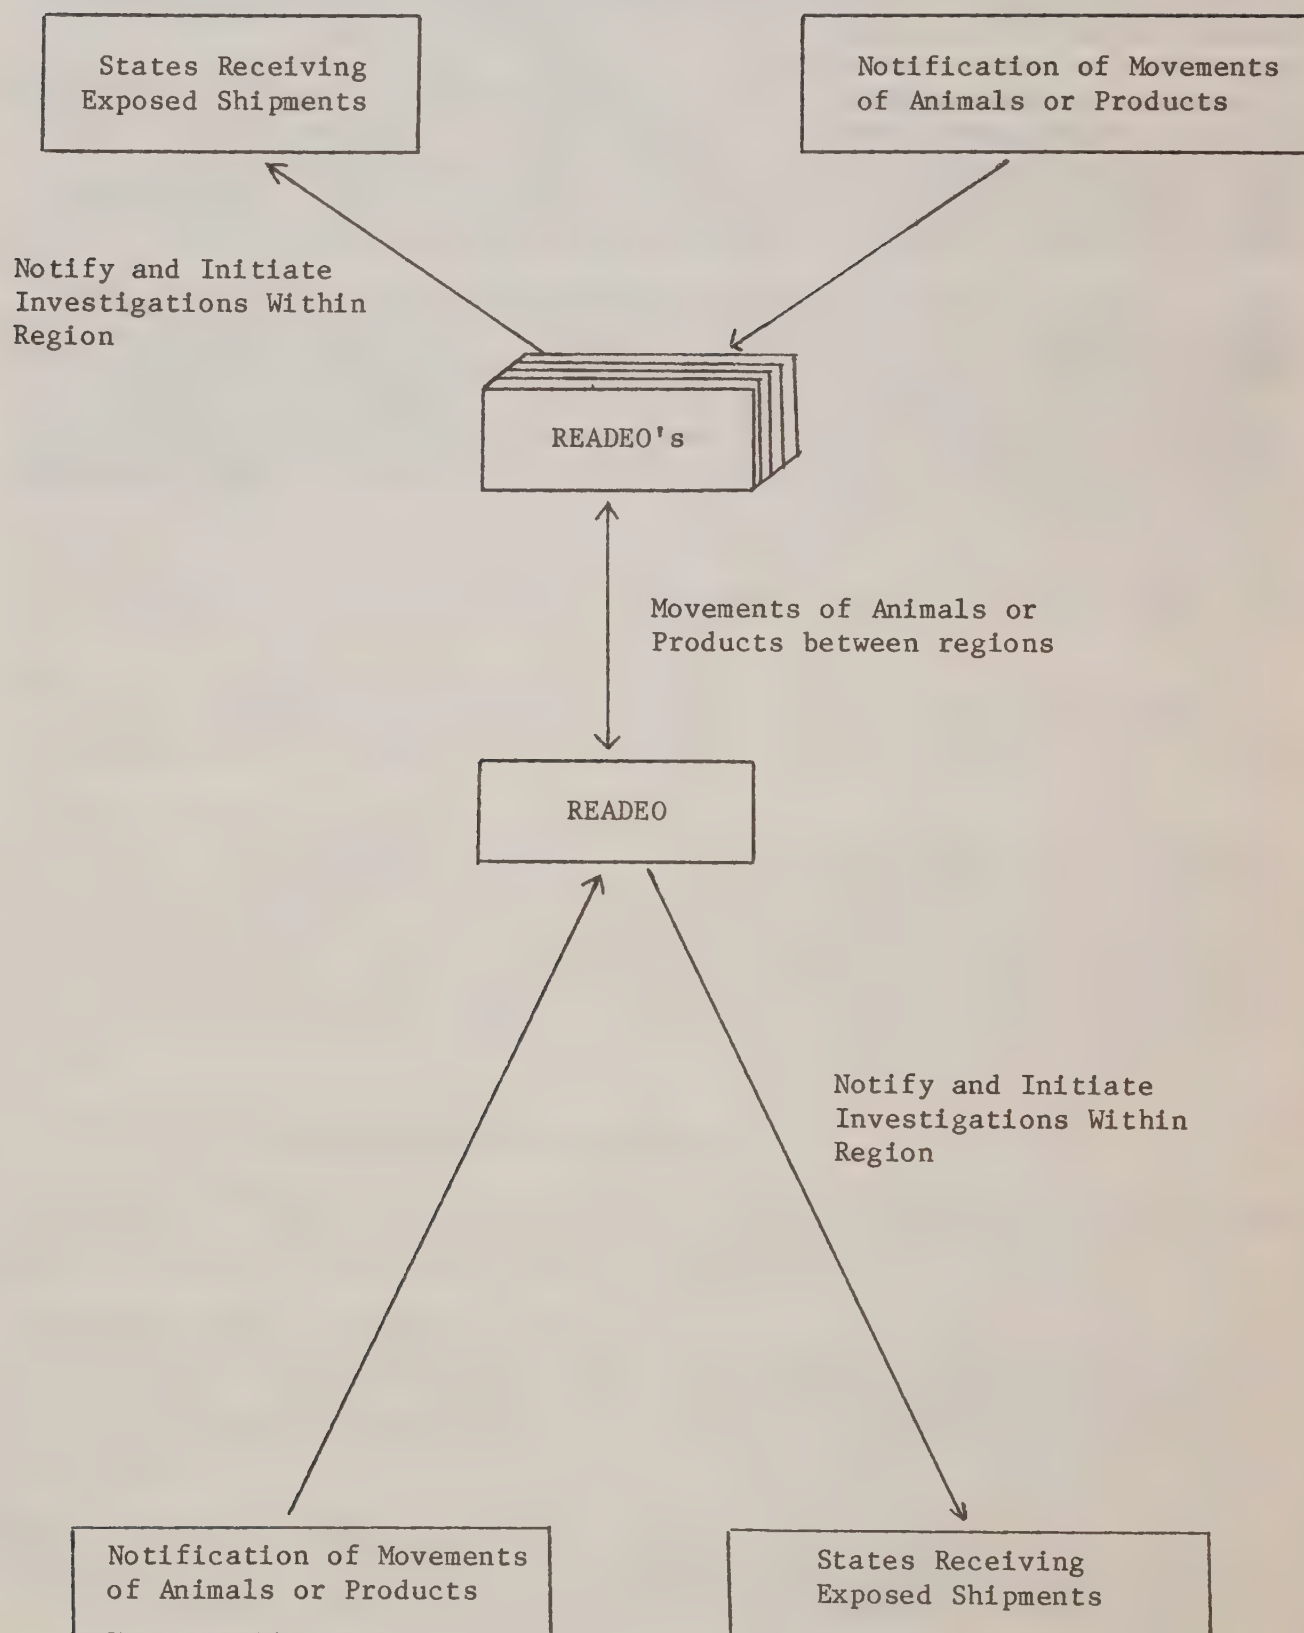 States Receiving
Exposed Shipments
Notification of Movements
of Animals or Products
Notify and Initiate
Investigations Within
Region
READEO's
Movements of Animals or
Products between regions
READEO
Notify and Initiate
Investigations Within
Region
Notification of Movements
of Animals or Products
States Receiving
Exposed Shipments